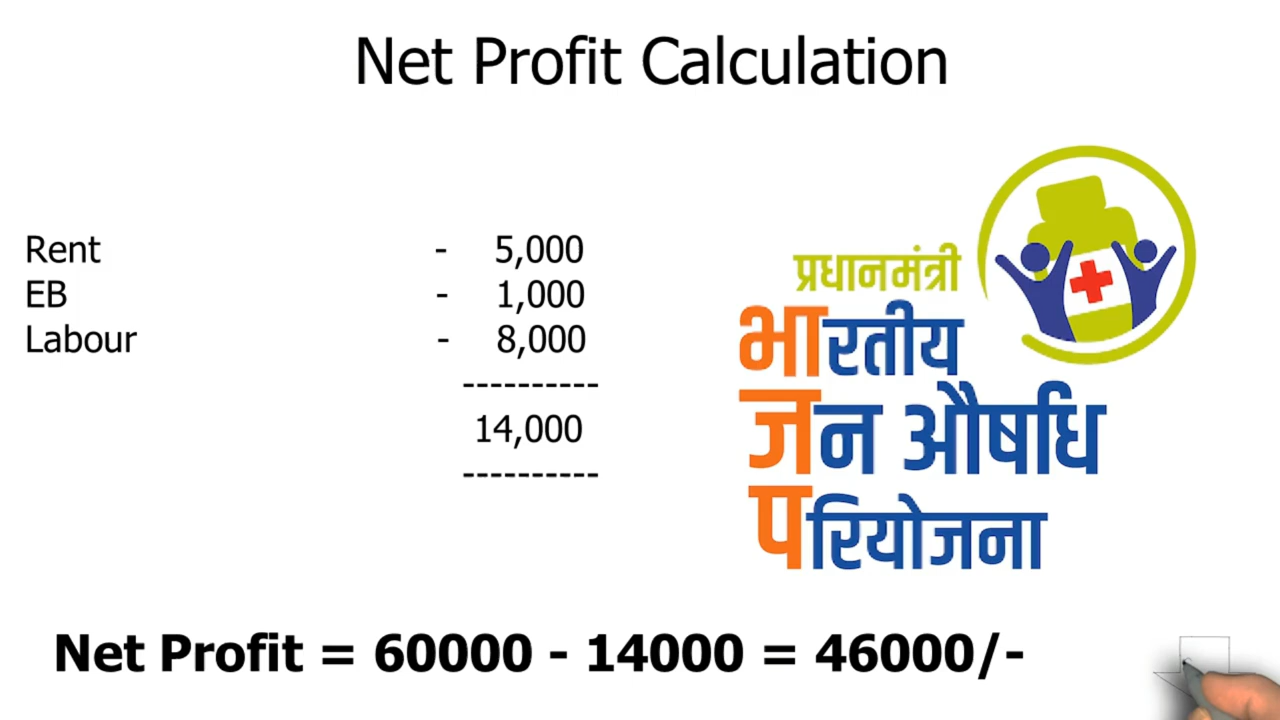 Net Profit Calculation
Rent - 5,000
EB - 1,000
Labour - 8,000
----------
14,000
----------
प्रधानमंत्री
भारतीय
जन औषधि
परियोजना
Net Profit = 60000 - 14000 = 46000/-